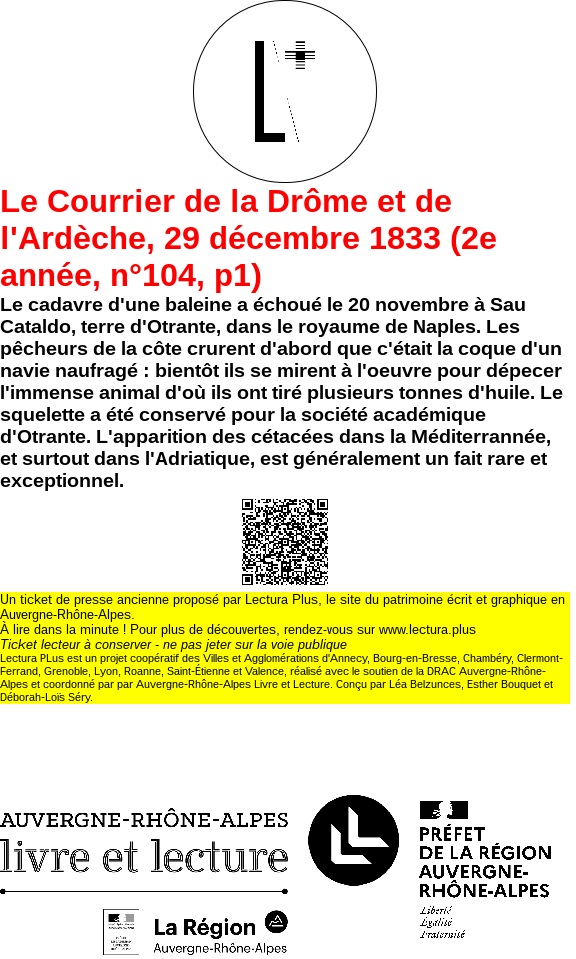 L+
Le Courrier de la Drôme et de
l'Ardèche, 29 décembre 1833 (2e
année, n°104, p1)
Le cadavre d'une baleine a échoué le 20 novembre à Sau
Cataldo, terre d'Otrante, dans le royaume de Naples. Les
pêcheurs de la côte crurent d'abord que c'était la coque d'un
navie naufragé : bientôt ils se mirent à l'oeuvre pour dépecer
l'immense animal d'où ils ont tiré plusieurs tonnes d'huile. Le
squelette a été conservé pour la société académique
d'Otrante. L'apparition des cétacées dans la Méditerrannée,
et surtout dans l'Adriatique, est généralement un fait rare et
exceptionnel.
Un ticket de presse ancienne proposé par Lectura Plus, le site du patrimoine écrit et graphique en
Auvergne-Rhône-Alpes.
À lire dans la minute ! Pour plus de découvertes, rendez-vous sur www.lectura.plus
Ticket lecteur à conserver - ne pas jeter sur la voie publique
Lectura PLus est un projet coopératif des Villes et Agglomérations d'Annecy, Bourg-en-Bresse, Chambéry, Clermont-
Ferrand, Grenoble, Lyon, Roanne, Saint-Étienne et Valence, réalisé avec le soutien de la DRAC Auvergne-Rhône-
Alpes et coordonné par par Auvergne-Rhône-Alpes Livre et Lecture. Conçu par Léa Belzunces, Esther Bouquet et
Déborah-Loïs Séry.
AUVERGNE-RHÔNE-ALPES
livre et lecture
PRÉFET
DE LA RÉGION
AUVERGNE-
RHÔNE-ALPES
Liberté
Égalité
Fraternité
La Région
Auvergne-Rhône-Alpes